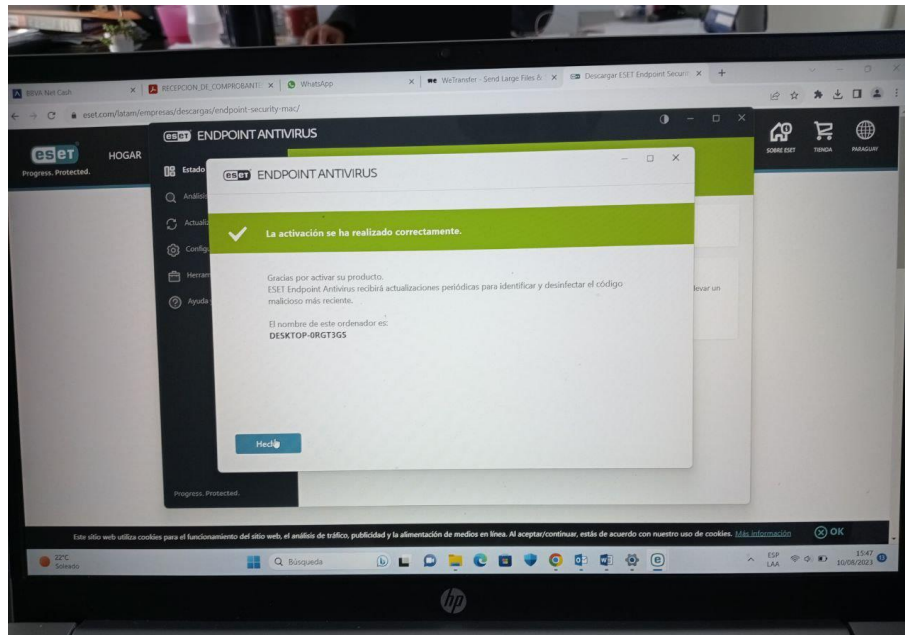 BBVA Net Cash
RECEPCION_DE_COMPROBANTE
WhatsApp
WeTransfer - Send Large Files &
Descargar ESET Endpoint Securi
eset.com/latam/empresas/descargas/endpoint-security-mac/
eset
Progress. Protected.
HOGAR
SOBRE ESET
TIENDA
PARAGUAY
eset ENDPOINT ANTIVIRUS
Estado
Análisis
Actuali
Configu
Herram
Ayuda
eset ENDPOINT ANTIVIRUS
La activación se ha realizado correctamente.
Gracias por activar su producto.
ESET Endpoint Antivirus recibirá actualizaciones periódicas para identificar y desinfectar el código
malicioso más reciente.
El nombre de este ordenador es:
DESKTOP-0RGT3GS
llevar un
Hecho
Progress. Protected.
Este sitio web utiliza cookies para el funcionamiento del sitio web, el análisis de tráfico, publicidad y la alimentación de medios en línea. Al aceptar/continuar, estás de acuerdo con nuestro uso de cookies. Más información
OK
22°C
Soleado
Búsqueda
ESP
LAA
15:47
10/08/2023
hp